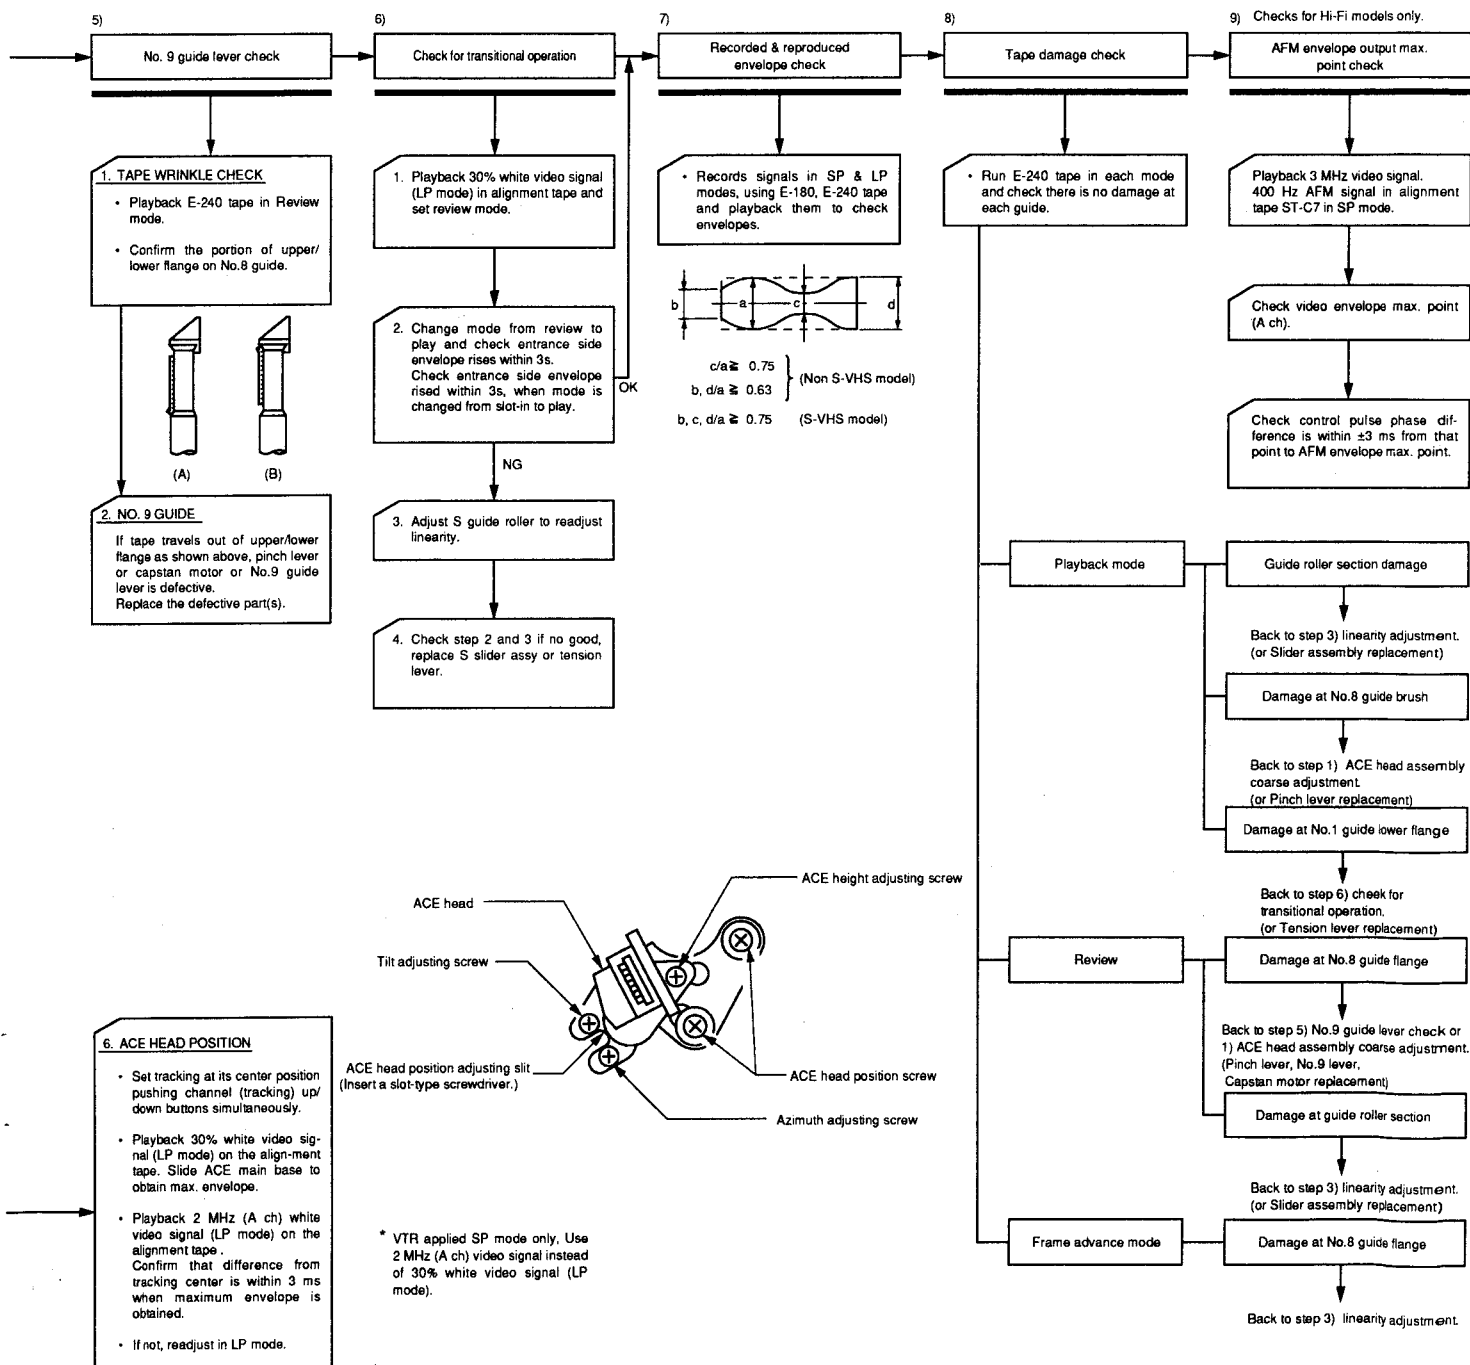 5)
No. 9 guide lever check
1. TAPE WRINKLE CHECK
• Playback E-240 tape in Review
mode.
• Confirm the portion of upper/
lower flange on No.8 guide.
(A)
(B)
2. NO. 9 GUIDE
If tape travels out of upper/lower
flange as shown above, pinch lever
or capstan motor or No.9 guide
lever is defective.
Replace the defective part(s).
6)
Check for transitional operation
1. Playback 30% white video signal
(LP mode) in alignment tape and
set review mode.
2. Change mode from review to
play and check entrance side
envelope rises within 3s.
Check entrance side envelope
rised within 3s, when mode is
changed from slot-in to play.
OK
NG
3. Adjust S guide roller to readjust
linearity.
4. Check step 2 and 3 if no good,
replace S slider assy or tension
lever.
7)
Recorded & reproduced
envelope check
• Records signals in SP & LP
modes, using E-180, E-240 tape
and playback them to check
envelopes.
b
a
c
d
c/a ≧ 0.75
b, d/a ≧ 0.63
(Non S-VHS model)
b, c, d/a ≧ 0.75 (S-VHS model)
8)
Tape damage check
• Run E-240 tape in each mode
and check there is no damage at
each guide.
9) Checks for Hi-Fi models only.
AFM envelope output max.
point check
Playback 3 MHz video signal.
400 Hz AFM signal in alignment
tape ST-C7 in SP mode.
Check video envelope max. point
(A ch).
Check control pulse phase dif-
ference is within ±3 ms from that
point to AFM envelope max. point.
Playback mode
Guide roller section damage
Back to step 3) linearity adjustment.
(or Slider assembly replacement)
Damage at No.8 guide brush
Back to step 1) ACE head assembly
coarse adjustment.
(or Pinch lever replacement)
Damage at No.1 guide lower flange
Back to step 6) cheek for
transitional operation.
(or Tension lever replacement)
Review
Damage at No.8 guide flange
Back to step 5) No.9 guide lever check or
1) ACE head assembly coarse adjustment.
(Pinch lever, No.9 lever,
Capstan motor replacement)
Damage at guide roller section
Back to step 3) linearity adjustment.
(or Slider assembly replacement)
Frame advance mode
Damage at No.8 guide flange
Back to step 3) linearity adjustment.
ACE height adjusting screw
ACE head
Tilt adjusting screw
ACE head position adjusting slit
(Insert a slot-type screwdriver.)
ACE head position screw
Azimuth adjusting screw
6. ACE HEAD POSITION
• Set tracking at its center position
pushing channel (tracking) up/
down buttons simultaneously.
• Playback 30% white video sig-
nal (LP mode) on the align-ment
tape. Slide ACE main base to
obtain max. envelope.
• Playback 2 MHz (A ch) white
video signal (LP mode) on the
alignment tape .
Confirm that difference from
tracking center is within 3 ms
when maximum envelope is
obtained.
• If not, readjust in LP mode.
* VTR applied SP mode only, Use
2 MHz (A ch) video signal instead
of 30% white video signal (LP
mode).